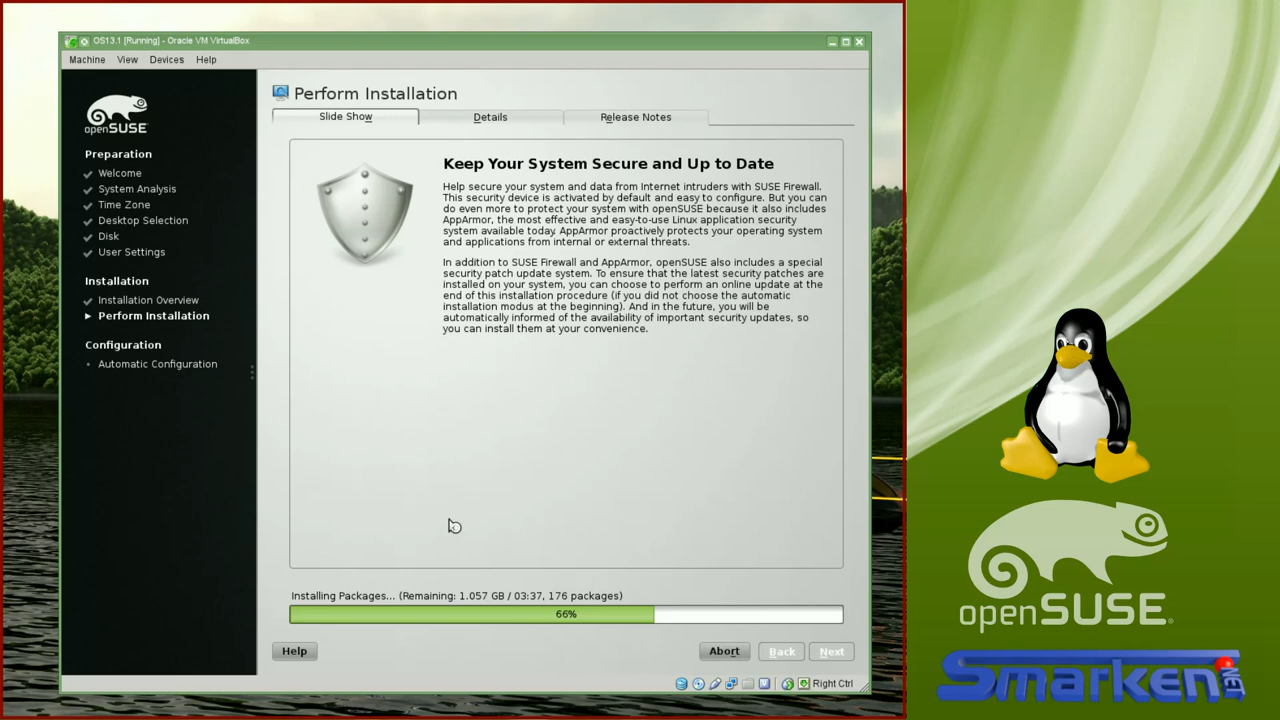 OS13.1 [Running] - Oracle VM VirtualBox
Machine View Devices Help
openSUSE
Preparation
Welcome
System Analysis
Time Zone
Desktop Selection
Disk
User Settings
Installation
Installation Overview
Perform Installation
Configuration
Automatic Configuration
Perform Installation
Slide Show Details Release Notes
Keep Your System Secure and Up to Date
Help secure your system and data from Internet intruders with SUSE Firewall.
This security device is activated by default and easy to configure. But you can
do even more to protect your system with openSUSE because it also includes
AppArmor, the most effective and easy-to-use Linux application security
system available today. AppArmor proactively protects your operating system
and applications from internal or external threats.
In addition to SUSE Firewall and AppArmor, openSUSE also includes a special
security patch update system. To ensure that the latest security patches are
installed on your system, you can choose to perform an online update at the
end of this installation procedure (if you did not choose the automatic
installation modus at the beginning). And in the future, you will be
automatically informed of the availability of important security updates, so
you can install them at your convenience.
Installing Packages... (Remaining: 1.057 GB / 03:37, 176 packages)
66%
Help Abort Back Next
Right Ctrl
openSUSE
Smarken.NET